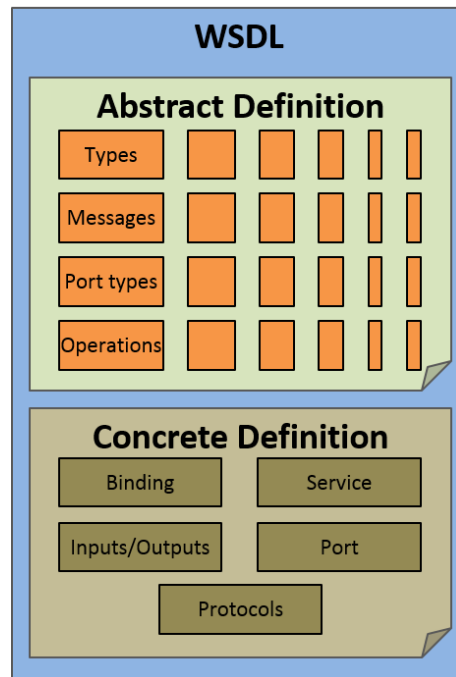 WSDL
Abstract Definition
Types
Messages
Port types
Operations
Concrete Definition
Binding
Service
Inputs/Outputs
Port
Protocols